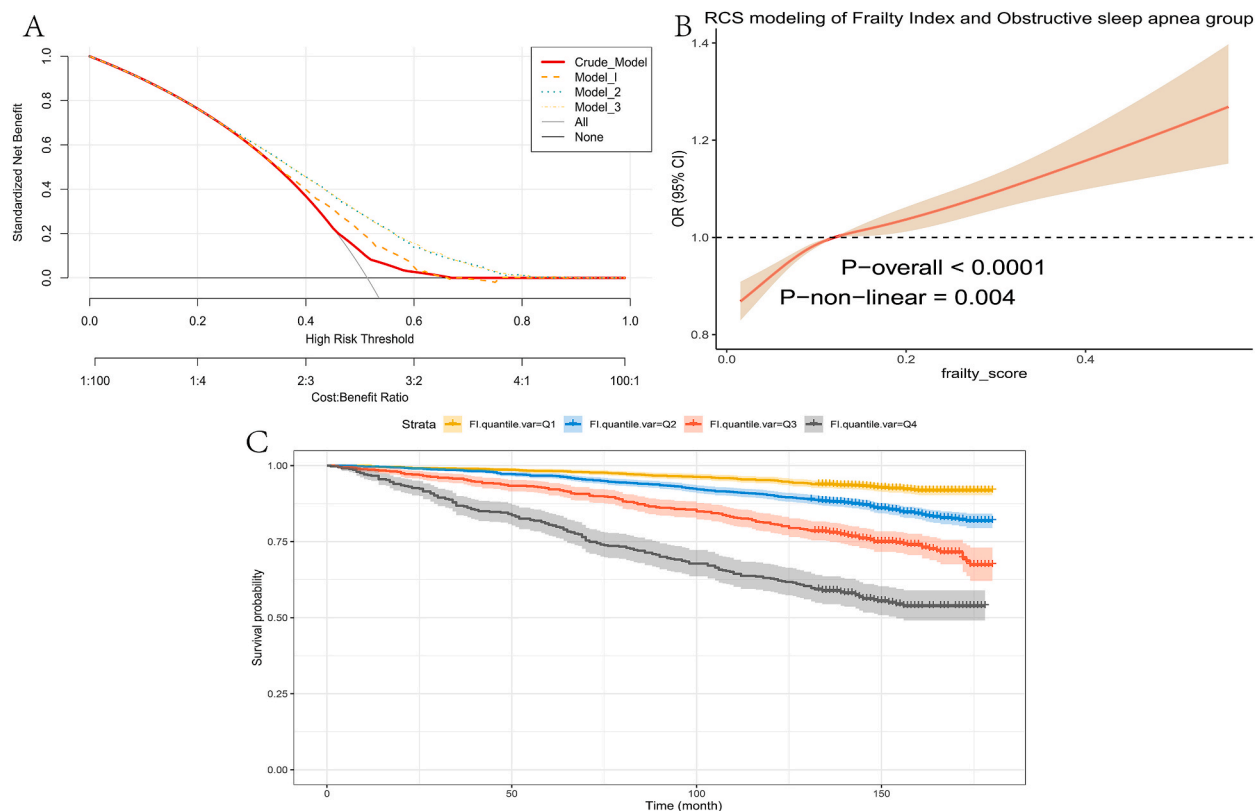 A
Standardized Net Benefit
1.0
0.8
0.6
0.4
0.2
0.0
Crude_Model
Model_1
Model_2
Model_3
All
None
0.0 0.2 0.4 0.6 0.8 1.0
High Risk Threshold
1:100 1:4 2:3 3:2 4:1 100:1
Cost:Benefit Ratio
B
RCS modeling of Frailty Index and Obstructive sleep apnea group
OR (95% CI)
1.4
1.2
1.0
0.8
P−overall < 0.0001
P−non−linear = 0.004
0.0 0.2 0.4
frailty_score
C
Strata FI.quantile.var=Q1 FI.quantile.var=Q2 FI.quantile.var=Q3 FI.quantile.var=Q4
Survival probability
1.00
0.75
0.50
0.25
0.00
0 50 100 150
Time (month)